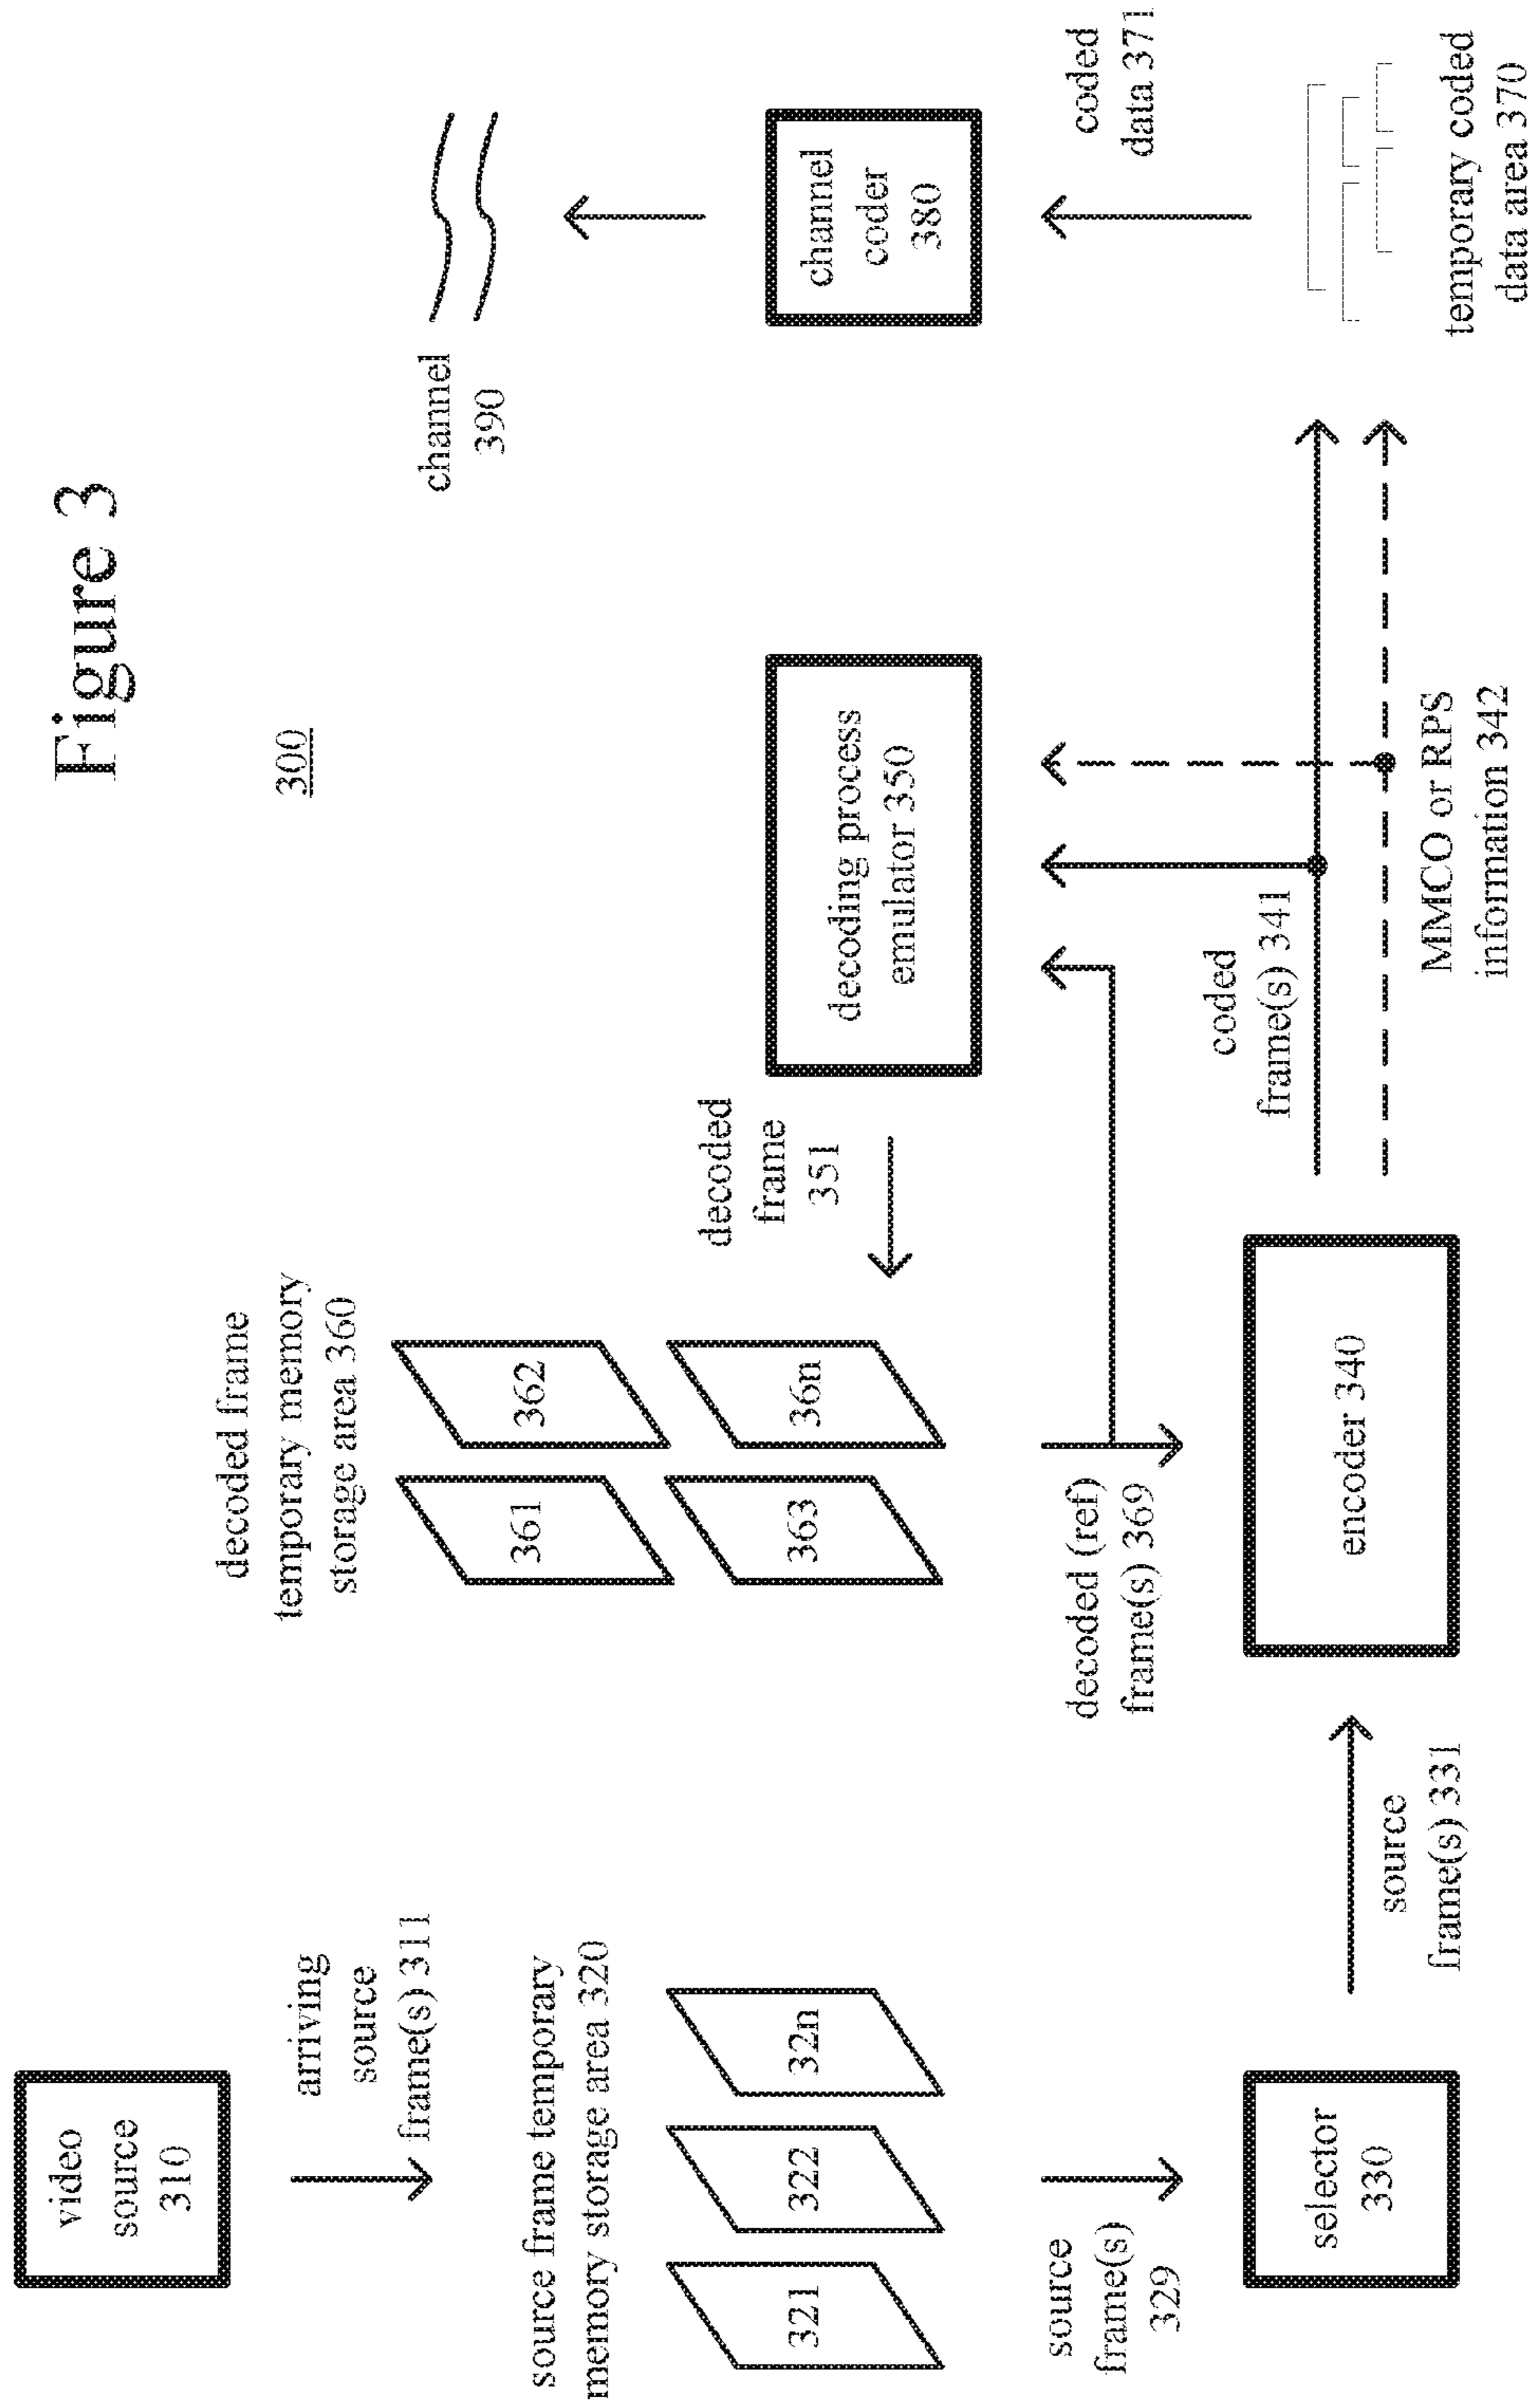 Figure 3
300
video
source
310
arriving
source
frame(s) 311
source frame temporary
memory storage area 320
321
322
32n
source
frame(s)
329
selector
330
source
frame(s) 331
decoded frame
temporary memory
storage area 360
361
362
363
36n
decoded (ref)
frame(s) 369
encoder 340
decoded
frame
351
decoding process
emulator 350
coded
frame(s) 341
MMCO or RPS
information 342
channel
390
channel
coder
380
coded
data 371
temporary coded
data area 370